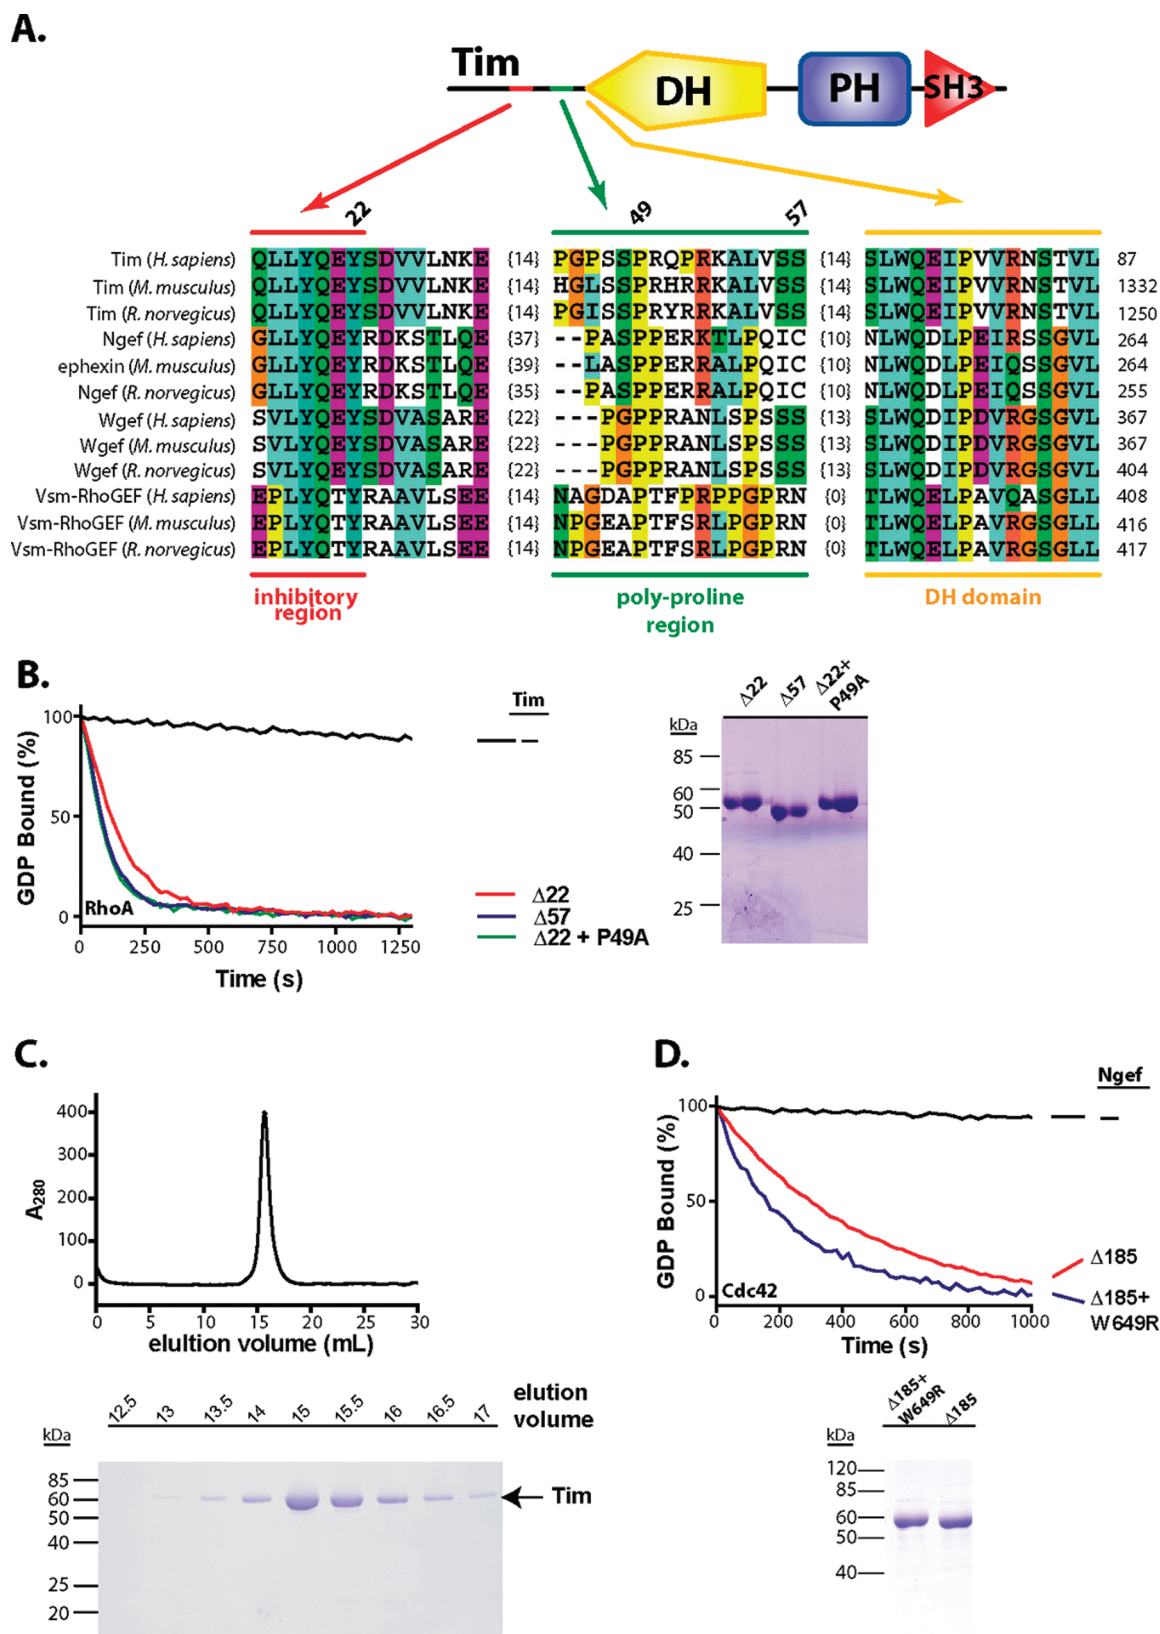 A.
Tim DH PH SH3
22 49 57
Tim (H. sapiens) QLLYQEYSDVVLNKE {14} PGPSSPRQPRKALVSS {14} SLWQEIPVVRNSTVL 87
Tim (M. musculus) QLLYQEYSDVVLNKE {14} HGLSSPRHRRKALVSS {14} SLWQEIPVVRNSTVL 1332
Tim (R. norvegicus) QLLYQEYSDVVLNKE {14} PGISSPRYRRKALVSS {14} SLWQEIPVVRNSTVL 1250
Ngef (H. sapiens) GLLYQEYRDKSTLQE {37} --PASPPERKTLPQIC {10} NLWQDLPEIRSSGVL 264
ephexin (M. musculus) GLLYQEYRDKSTLQE {39} --LASPPERRALPQIC {10} NLWQDLPEIQSSGVL 264
Ngef (R. norvegicus) GLLYQEYRDKSTLQE {35} --PASPPERRALPQIC {10} NLWQDLPEIQSSGVL 255
Wgef (H. sapiens) SVLYQEYSDVASARE {22} ---PGPPRANLSPSSS {13} SLWQDIPDVRGSGVL 367
Wgef (M. musculus) SVLYQEYSDVASARE {22} ---PGPPRANLSPSSS {13} SLWQDIPDVRGSGVL 367
Wgef (R. norvegicus) SVLYQEYSDVASARE {22} ---PGPPRANLSPSSS {13} SLWQDIPDVRGSGVL 404
Vsm-RhoGEF (H. sapiens) EPLYQTYRAAVLSEE {14} NAGDAPTFPRPPGPRN {0} TLWQELPAVQASGLL 408
Vsm-RhoGEF (M. musculus) EPLYQTYRAAVLSEE {14} NPGEAPTFSRLPGPRN {0} TLWQELPAVRGSGLL 416
Vsm-RhoGEF (R. norvegicus) EPLYQTYRAAVLSEE {14} NPGEAPTFSRLPGPRN {0} TLWQELPAVRGSGLL 417
inhibitory region
poly-proline region
DH domain
B.
GDP Bound (%)
100
50
0
RhoA
0 250 500 750 1000 1250
Time (s)
Tim
–
Δ22
Δ57
Δ22 + P49A
Δ22 Δ57 Δ22+ P49A
kDa
85
60
50
40
25
C.
A280
400
300
200
100
0
0 5 10 15 20 25 30
elultion volume (mL)
12.5 13 13.5 14 15 15.5 16 16.5 17
elution volume
kDa
85
60
50
40
25
20
Tim
D.
GDP Bound (%)
100
50
0
Cdc42
0 200 400 600 800 1000
Time (s)
Ngef
–
Δ185
Δ185+ W649R
Δ185+ W649R Δ185
kDa
120
85
60
50
40